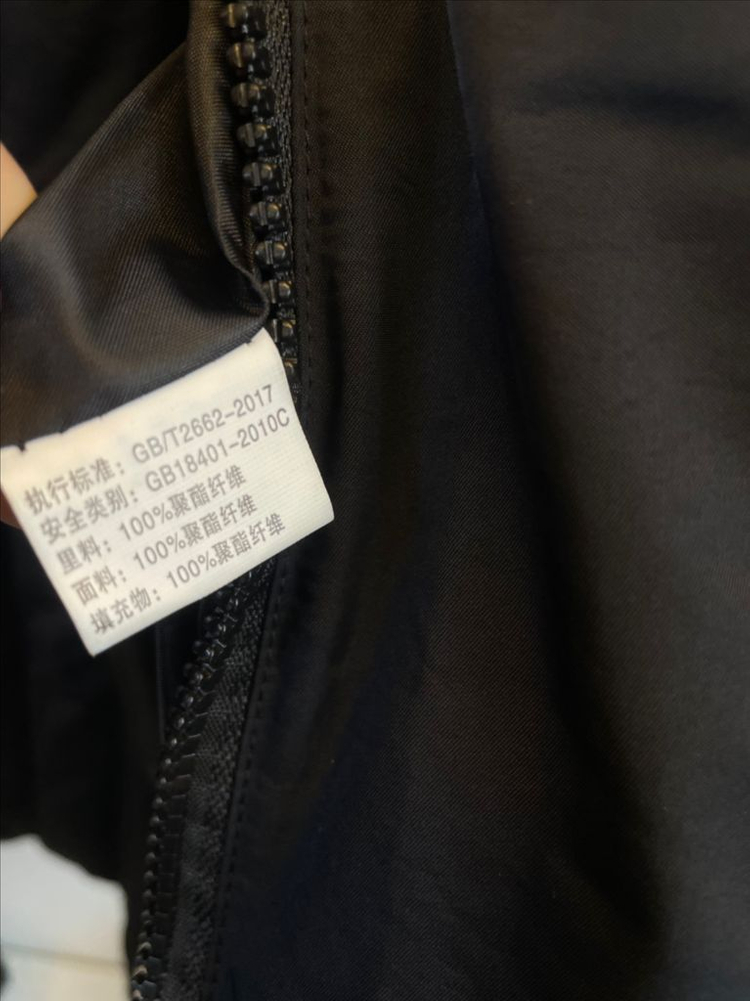 执行标准：GB/T2662-2017
安全类别：GB18401-2010C
里料：100%聚酯纤维
面料：100%聚酯纤维
填充物：100%聚酯纤维